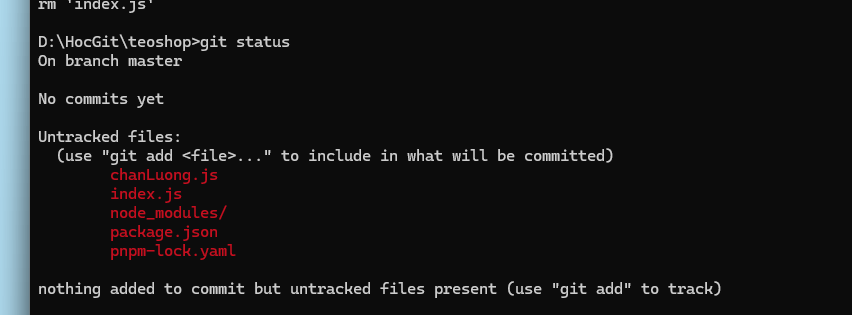 rm 'index.js'
D:\HocGit\teoshop>git status
On branch master
No commits yet
Untracked files:
(use "git add <file>..." to include in what will be committed)
chanLuong.js
index.js
node_modules/
package.json
pnpm-lock.yaml
nothing added to commit but untracked files present (use "git add" to track)